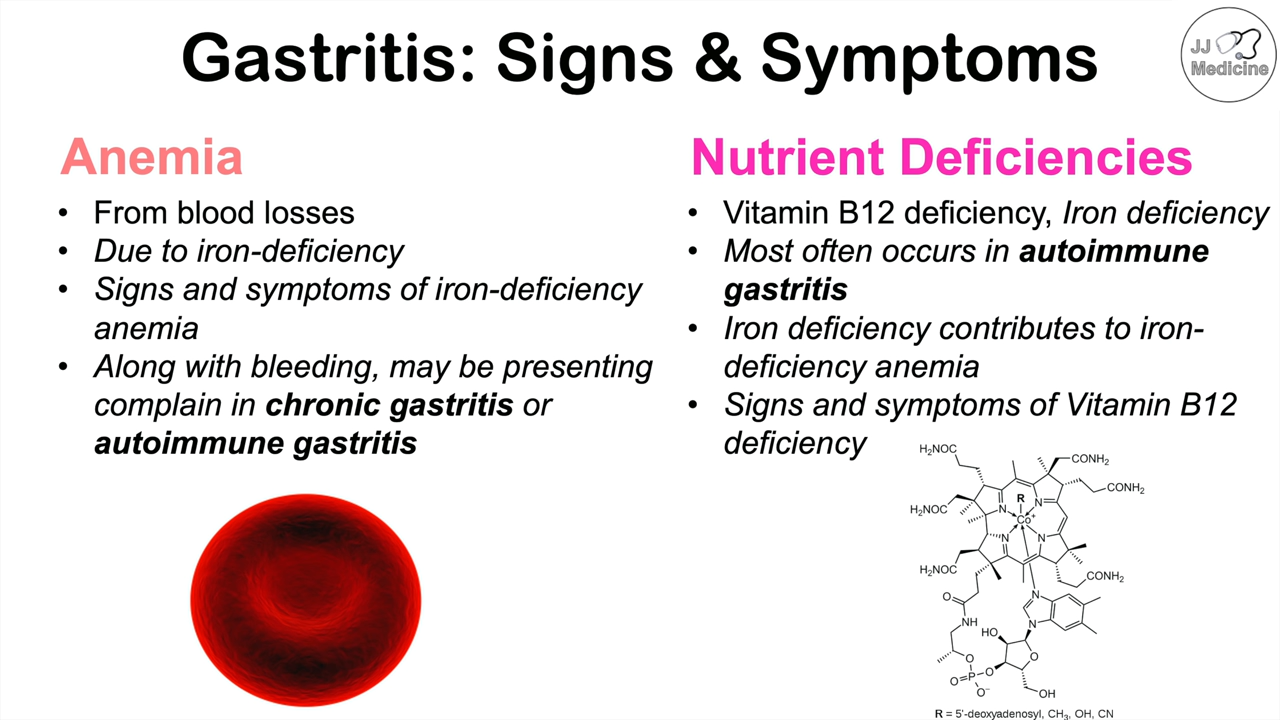 Gastritis: Signs & Symptoms
JJ
Medicine
Anemia
• From blood losses
• Due to iron-deficiency
• Signs and symptoms of iron-deficiency
anemia
• Along with bleeding, may be presenting
complain in chronic gastritis or
autoimmune gastritis
Nutrient Deficiencies
• Vitamin B12 deficiency, Iron deficiency
• Most often occurs in autoimmune
gastritis
• Iron deficiency contributes to iron-
deficiency anemia
• Signs and symptoms of Vitamin B12
deficiency
H₂NOC
CONH₂
CONH₂
R
H₂NOC
N
N
Co⁺
N
N
H₂NOC
CONH₂
O
N
NH
N
HO
O
O
O
P
O
O⁻
OH
R = 5'-deoxyadenosyl, CH₃, OH, CN